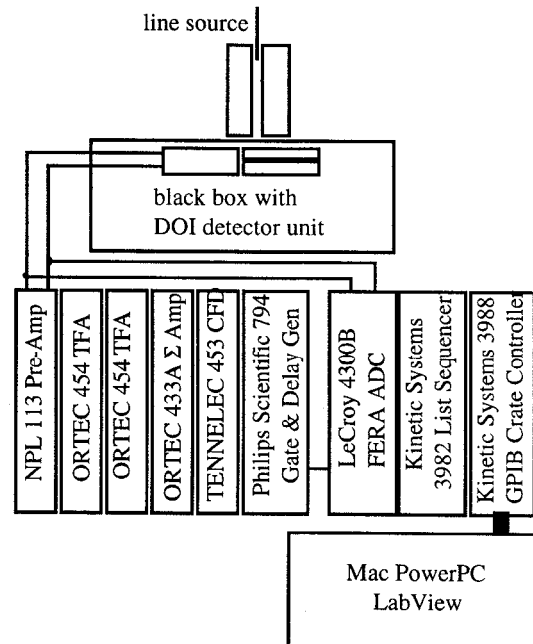 line source
black box with
DOI detector unit
NPL 113 Pre-Amp
ORTEC 454 TFA
ORTEC 454 TFA
ORTEC 433A Σ Amp
TENNELEC 453 CFD
Philips Scientific 794
Gate & Delay Gen
LeCroy 4300B
FERA ADC
Kinetic Systems
3982 List Sequencer
Kinetic Systems 3988
GPIB Crate Controller
Mac PowerPC
LabView